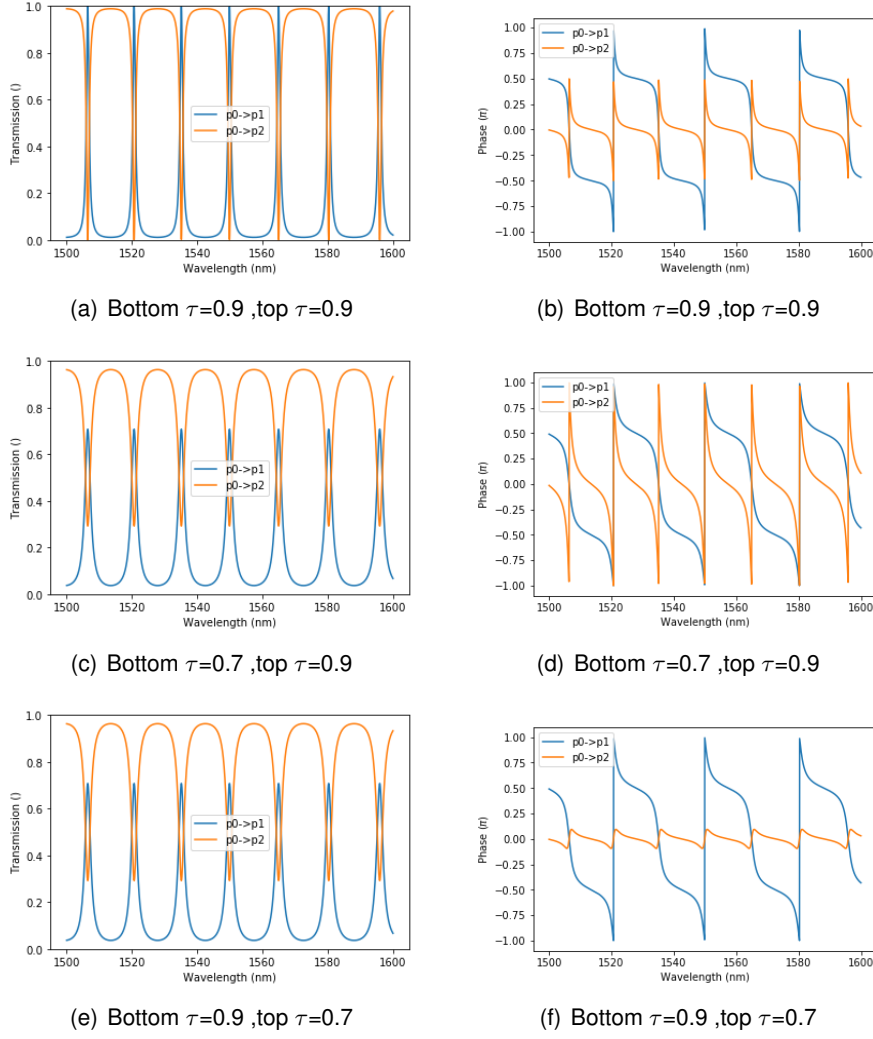 1.0
0.8
0.6
0.4
0.2
0.0
Transmission ()
p0->p1
p0->p2
1500 1520 1540 1560 1580 1600
Wavelength (nm)
(a) Bottom τ=0.9 ,top τ=0.9
1.00
0.75
0.50
0.25
0.00
−0.25
−0.50
−0.75
−1.00
Phase (π)
p0->p1
p0->p2
1500 1520 1540 1560 1580 1600
Wavelength (nm)
(b) Bottom τ=0.9 ,top τ=0.9
1.0
0.8
0.6
0.4
0.2
0.0
Transmission ()
p0->p1
p0->p2
1500 1520 1540 1560 1580 1600
Wavelength (nm)
(c) Bottom τ=0.7 ,top τ=0.9
1.00
0.75
0.50
0.25
0.00
−0.25
−0.50
−0.75
−1.00
Phase (π)
p0->p1
p0->p2
1500 1520 1540 1560 1580 1600
Wavelength (nm)
(d) Bottom τ=0.7 ,top τ=0.9
1.0
0.8
0.6
0.4
0.2
0.0
Transmission ()
p0->p1
p0->p2
1500 1520 1540 1560 1580 1600
Wavelength (nm)
(e) Bottom τ=0.9 ,top τ=0.7
1.00
0.75
0.50
0.25
0.00
−0.25
−0.50
−0.75
−1.00
Phase (π)
p0->p1
p0->p2
1500 1520 1540 1560 1580 1600
Wavelength (nm)
(f) Bottom τ=0.9 ,top τ=0.7